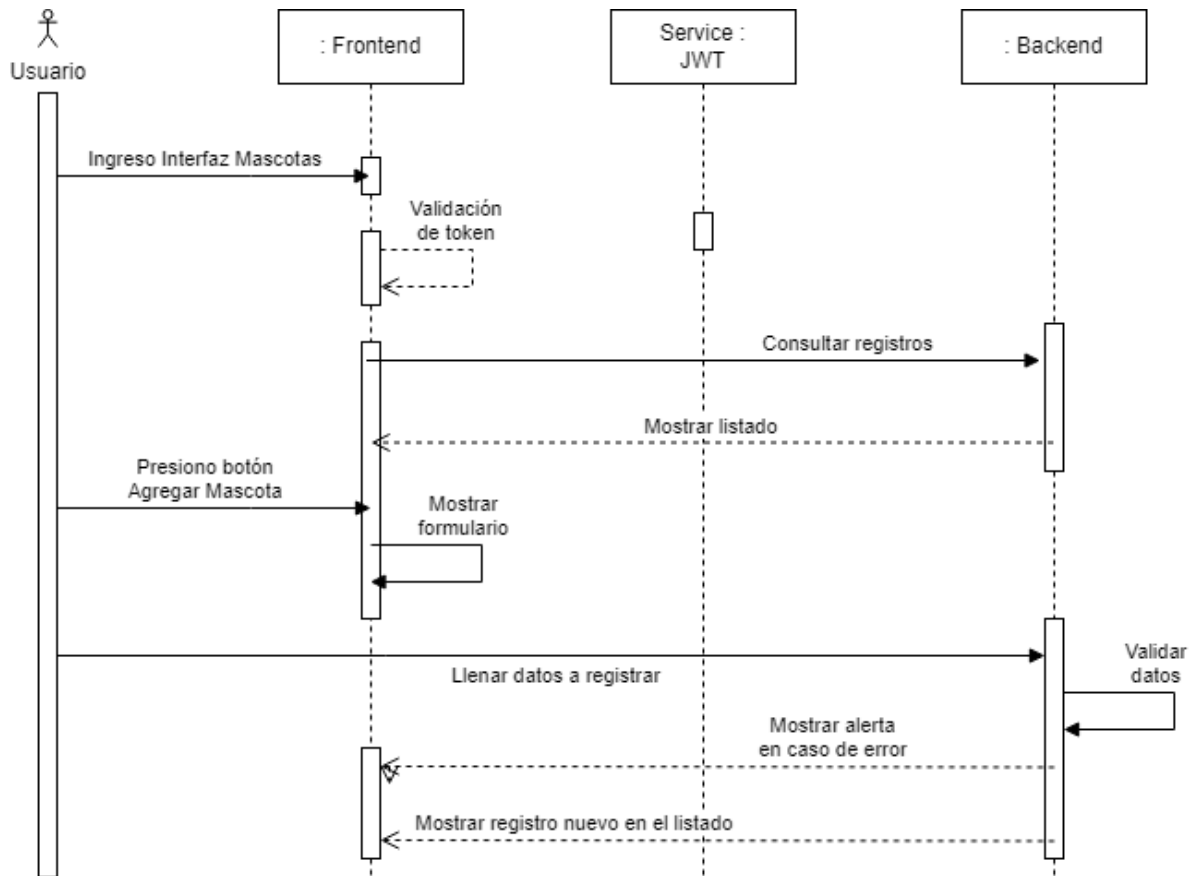 Usuario
: Frontend
Service :
JWT
: Backend
Ingreso Interfaz Mascotas
Validación
de token
Consultar registros
Mostrar listado
Presiono botón
Agregar Mascota
Mostrar
formulario
Llenar datos a registrar
Validar
datos
Mostrar alerta
en caso de error
Mostrar registro nuevo en el listado